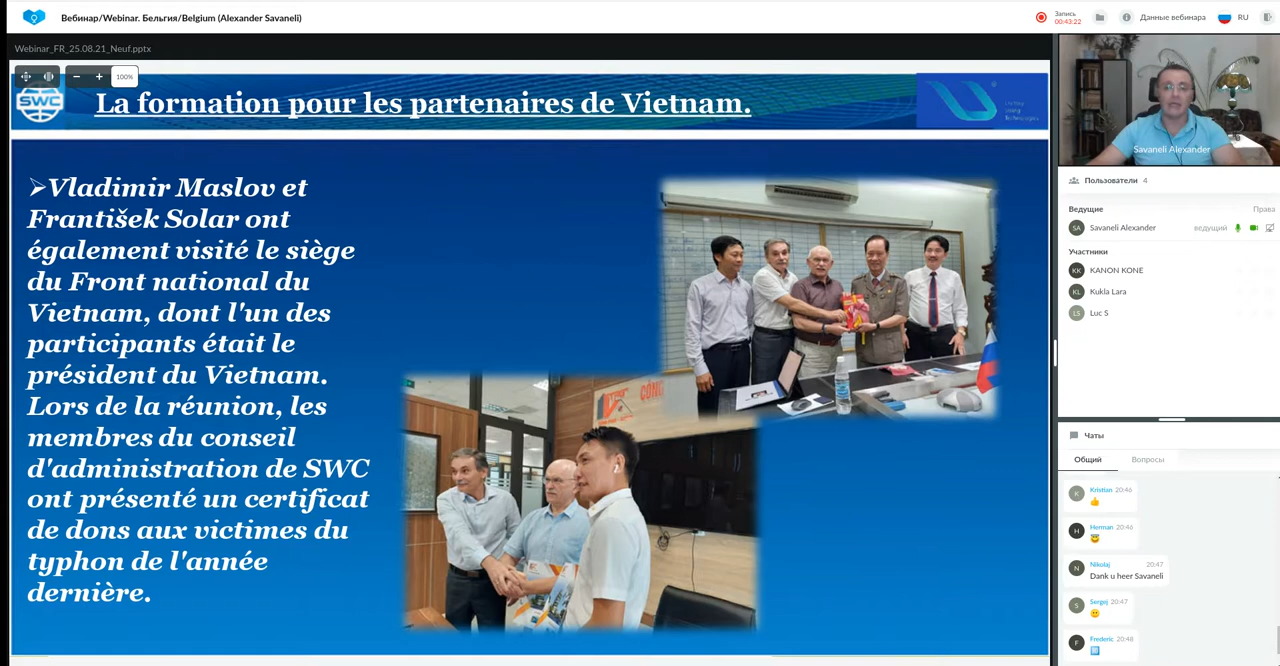 Вебинар/Webinar. Бельгия/Belgium (Alexander Savaneli)
Запись
00:43:22
Данные вебинара
RU
Webinar_FR_25.08.21_Neuf.pptx
100%
SWC
La formation pour les partenaires de Vietnam.
➢Vladimir Maslov et
František Solar ont
également visité le siège
du Front national du
Vietnam, dont l'un des
participants était le
président du Vietnam.
Lors de la réunion, les
membres du conseil
d'administration de SWC
ont présenté un certificat
de dons aux victimes du
typhon de l'année
dernière.
CÔNG
Savaneli Alexander
Пользователи 4
Ведущие Права
SA Savaneli Alexander ведущий
Участники
KK KANON KONE
KL Kukla Lara
LS Luc S
Чаты
Общий Вопросы
K Kristian 20:46
👍
H Herman 20:46
😇
N Nikolaj 20:47
Dank u heer Savaneli
S Sergej 20:47
🙂
F Frederic 20:48